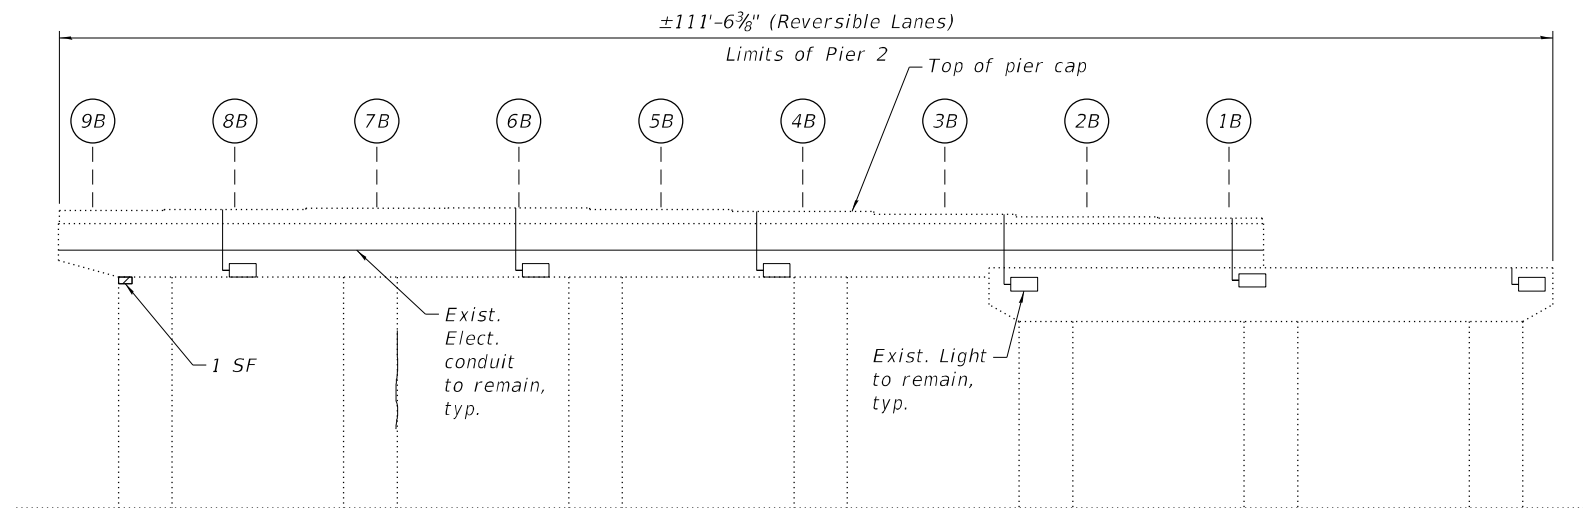 ±111'-6⅜" (Reversible Lanes)
Limits of Pier 2
Top of pier cap
9B
8B
7B
6B
5B
4B
3B
2B
1B
Exist.
Elect.
conduit
to remain,
typ.
1 SF
Exist. Light
to remain,
typ.